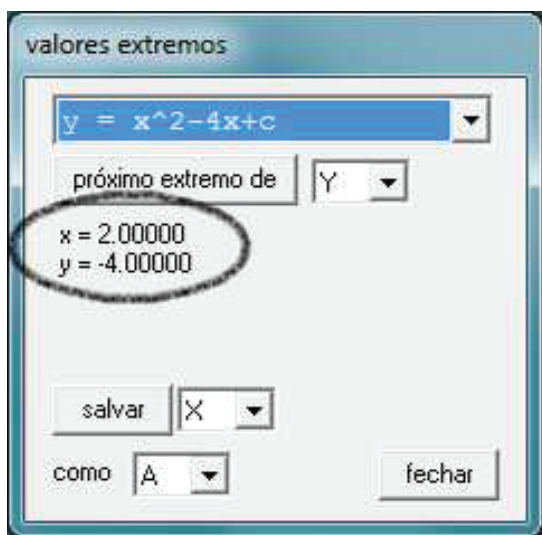 valores extremos
y = x^2-4x+c
próximo extremo de Y
x = 2.00000
y = -4.00000
salvar X
como A fechar